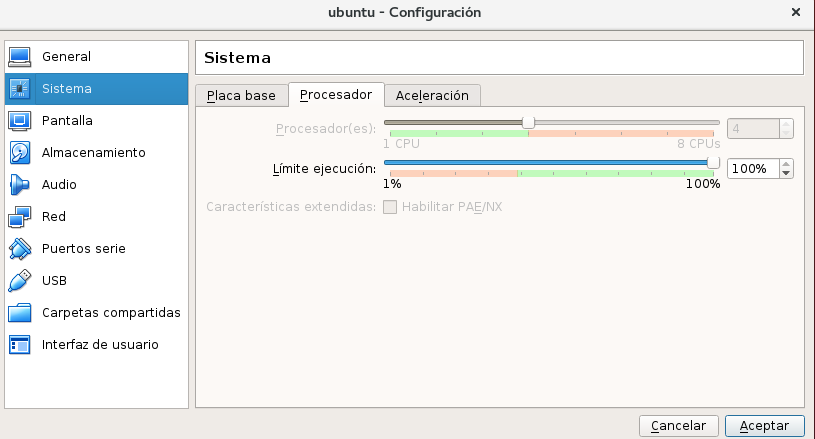 ubuntu - Configuración
General
Sistema
Pantalla
Almacenamiento
Audio
Red
Puertos serie
USB
Carpetas compartidas
Interfaz de usuario
Sistema
Placa base Procesador Aceleración
Procesador(es): 4
1 CPU 8 CPUs
Límite ejecución: 100%
1% 100%
Características extendidas: Habilitar PAE/NX
Cancelar Aceptar